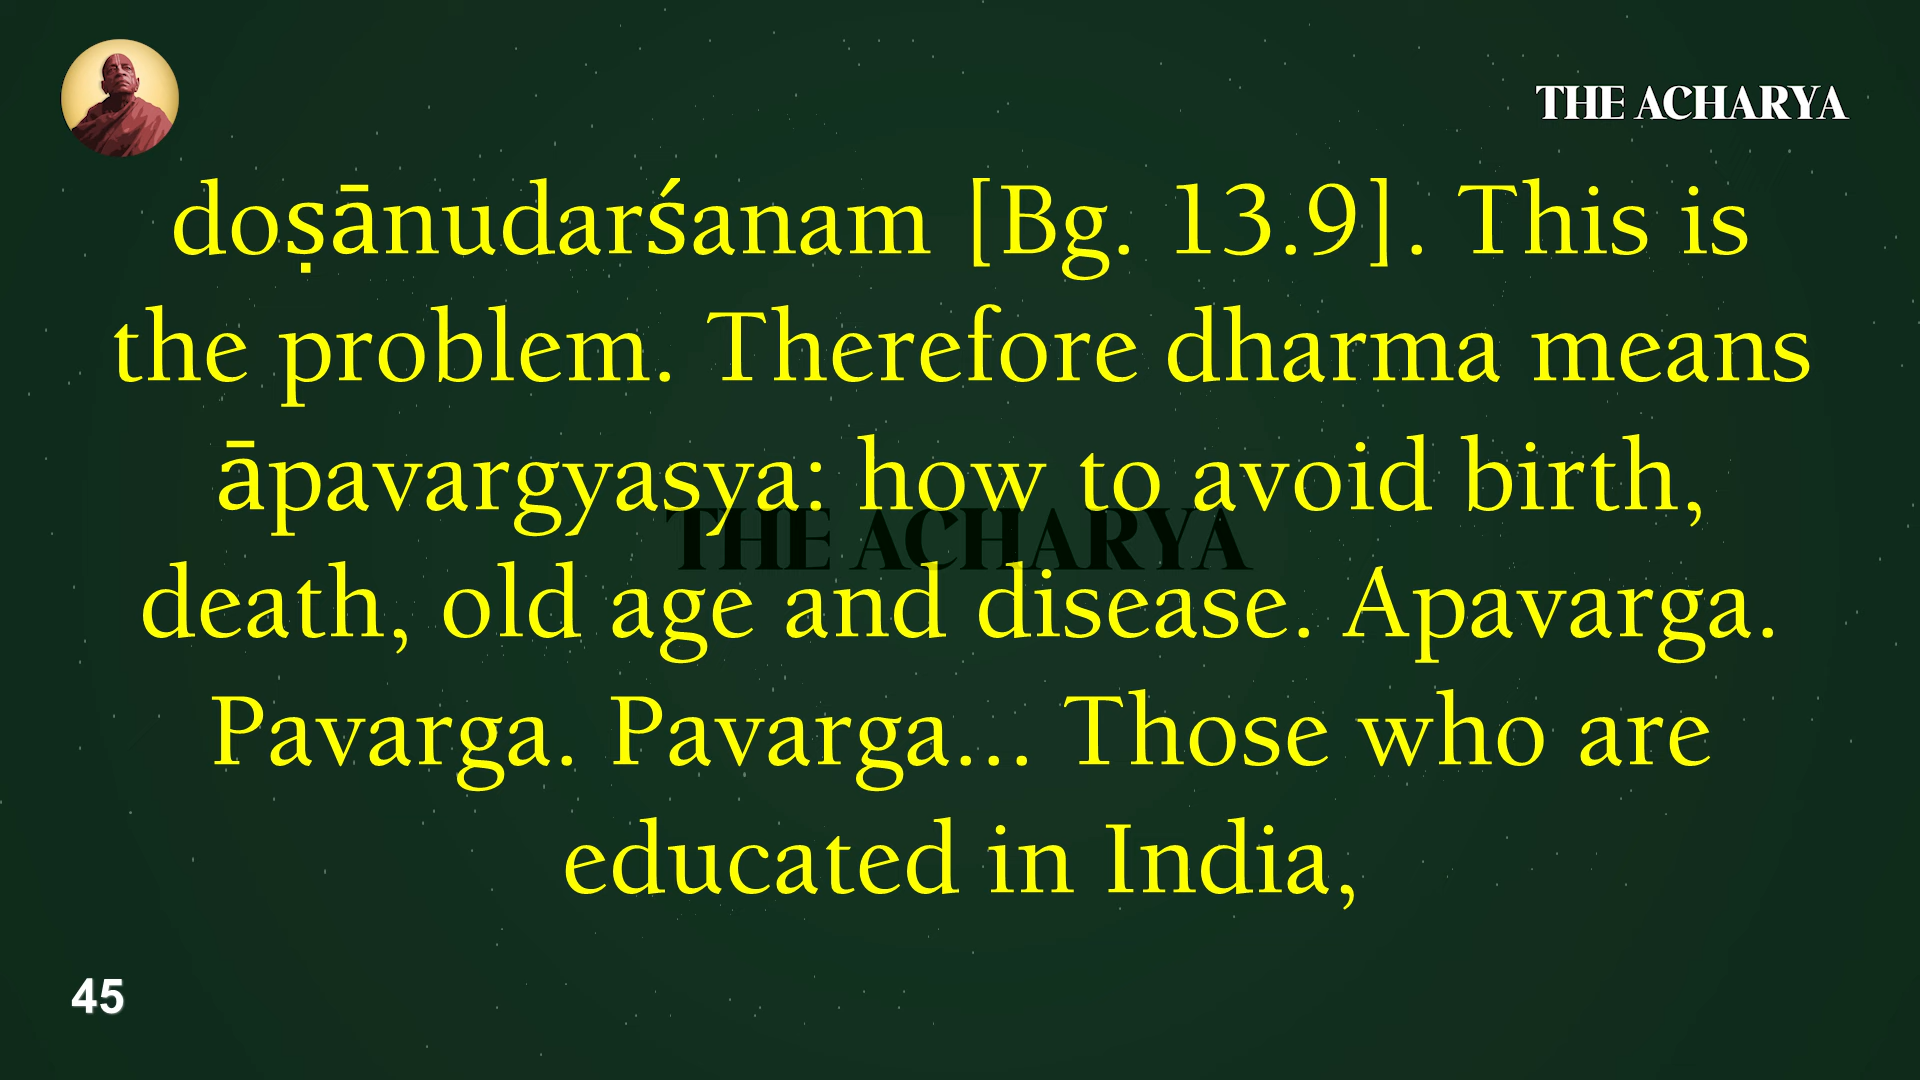 THE ACHARYA
doṣānudarśanam [Bg. 13.9]. This is
the problem. Therefore dharma means
āpavargyasya: how to avoid birth,
THE ACHARYA
death, old age and disease. Apavarga.
Pavarga. Pavarga... Those who are
educated in India,
45